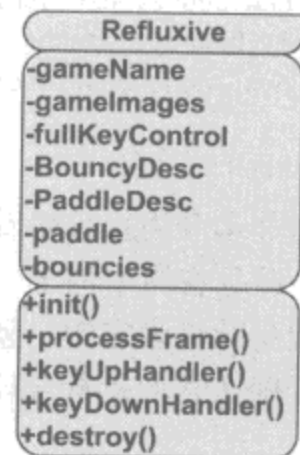 Refluxive
-gameName
-gameImages
-fullKeyControl
-BouncyDesc
-PaddleDesc
-paddle
-bouncies
+init()
+processFrame()
+keyUpHandler()
+keyDownHandler()
+destroy()